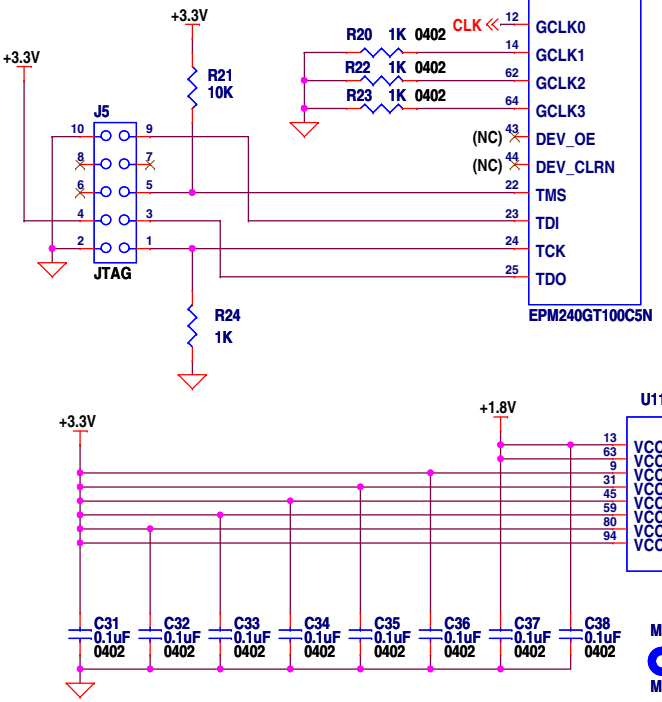 +3.3V
+3.3V
R20 1K 0402
CLK
12 GCLK0
14 GCLK1
R22 1K 0402
62 GCLK2
R23 1K 0402
64 GCLK3
R21
10K
J5
10 9
8 7
6 5
4 3
2 1
JTAG
(NC) 43 DEV_OE
(NC) 44 DEV_CLRN
22 TMS
23 TDI
24 TCK
25 TDO
EPM240GT100C5N
R24
1K
+3.3V
+1.8V
U11
13
63
9
31
45
59
80
94
VCC
VCC
VCC
VCC
VCC
VCC
VCC
VCC
C31
0.1uF
0402
C32
0.1uF
0402
C33
0.1uF
0402
C34
0.1uF
0402
C35
0.1uF
0402
C36
0.1uF
0402
C37
0.1uF
0402
C38
0.1uF
0402
M
M